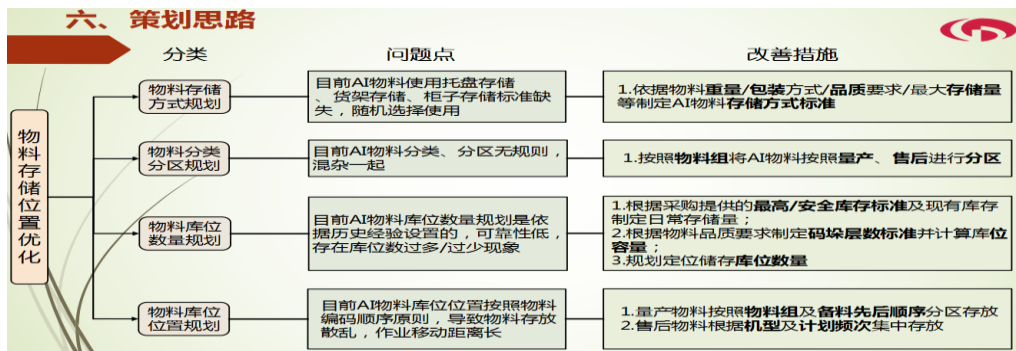 六、策划思路
分类
问题点
改善措施
物料存储位置优化
物料存储
方式规划
目前AI物料使用托盘存储
、货架存储、柜子存储标准缺
失，随机选择使用
1.依据物料重量/包装方式/品质要求/最大存储量
等制定AI物料存储方式标准
物料分类
分区规划
目前AI物料分类、分区无规则，
混杂一起
1.按照物料组将AI物料按照量产、售后进行分区
物料库位
数量规划
目前AI物料库位数量规划是依
据历史经验设置的，可靠性低，
存在库位数过多/过少现象
1.根据采购提供的最高/安全库存标准及现有库存
制定日常存储量；
2.根据物料品质要求制定码垛层数标准并计算库位
容量；
3.规划定位储存库位数量
物料库位
位置规划
目前AI物料库位位置按照物料
编码顺序原则，导致物料存放
散乱，作业移动距离长
1.量产物料按照物料组及备料先后顺序分区存放
2.售后物料根据机型及计划频次集中存放